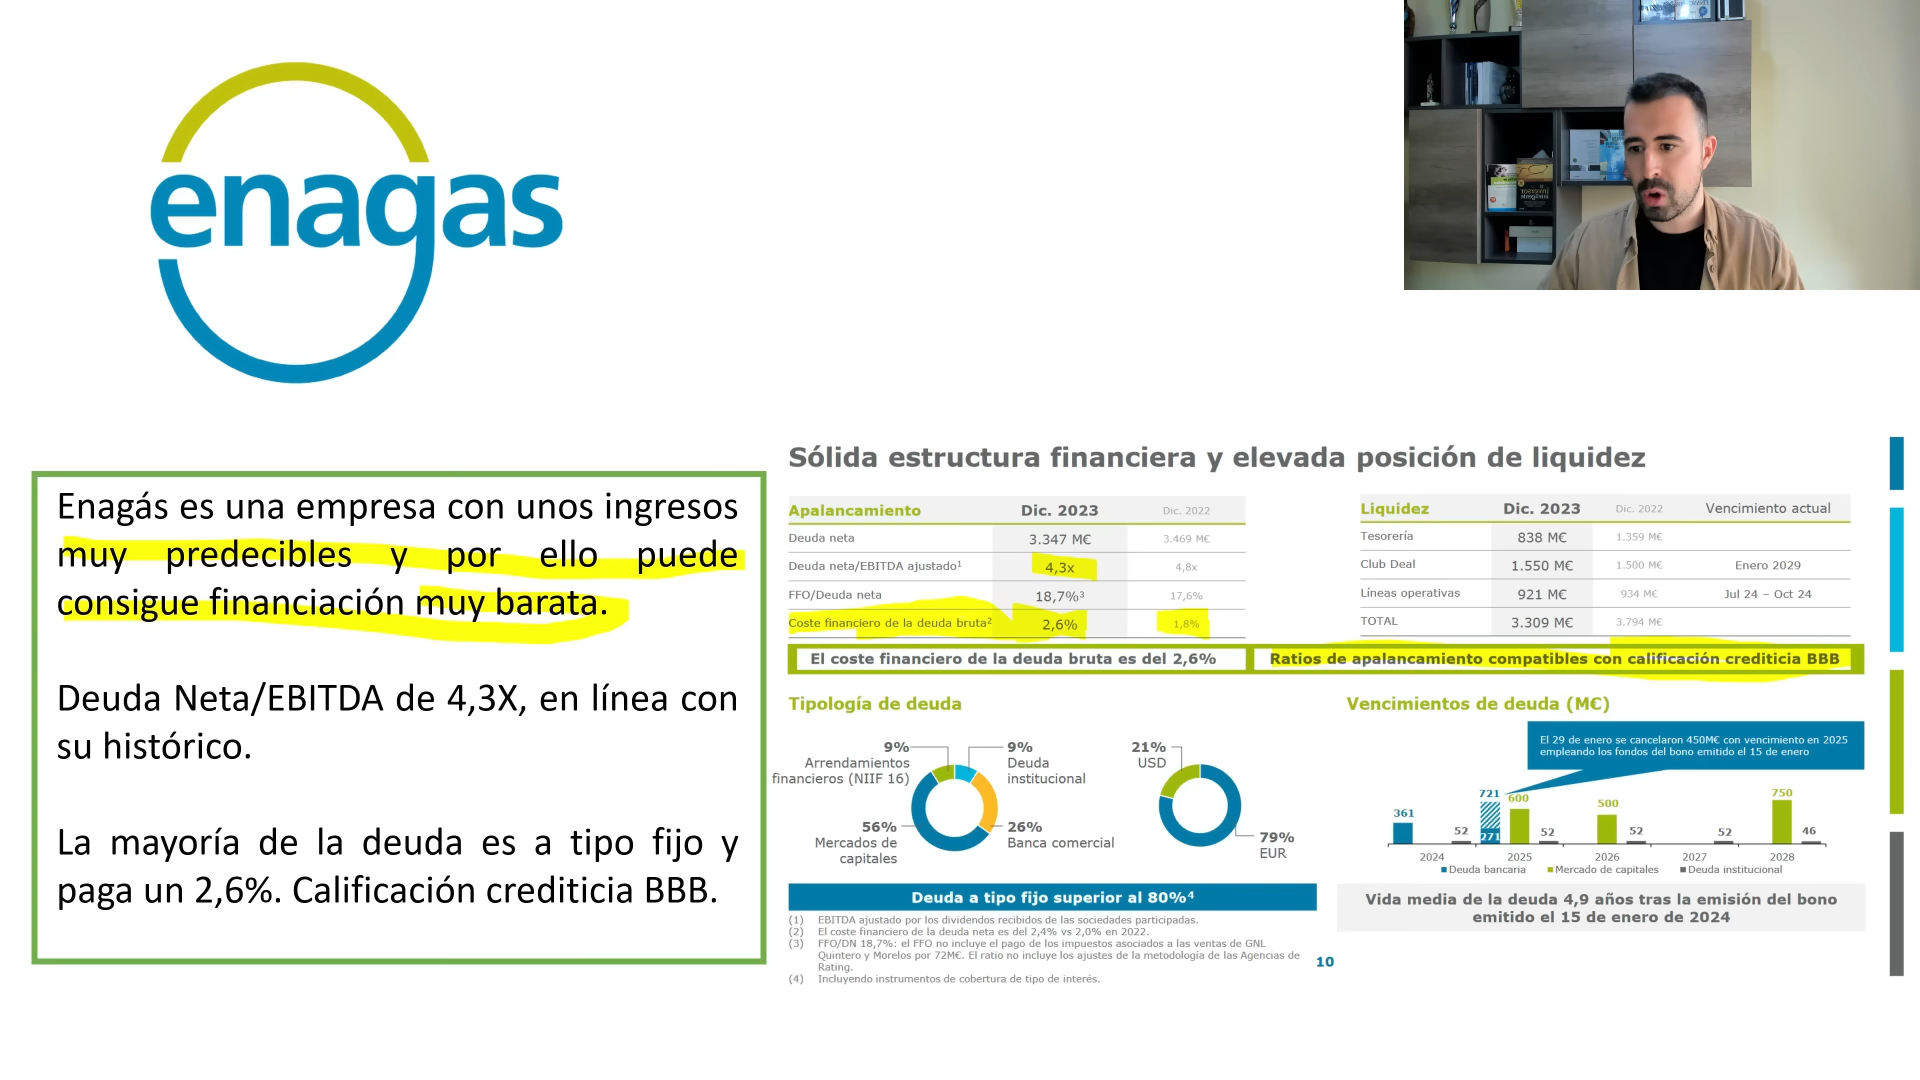 enagas
Enagás es una empresa con unos ingresos
muy predecibles y por ello puede
consigue financiación muy barata.
Deuda Neta/EBITDA de 4,3X, en línea con
su histórico.
La mayoría de la deuda es a tipo fijo y
paga un 2,6%. Calificación crediticia BBB.
Sólida estructura financiera y elevada posición de liquidez
Apalancamiento Dic. 2023 Dic. 2022
Deuda neta 3.347 M€ 3.469 M€
Deuda neta/EBITDA ajustado¹ 4,3x 4,8x
FFO/Deuda neta 18,7%³ 17,6%
Coste financiero de la deuda bruta² 2,6% 1,8%
El coste financiero de la deuda bruta es del 2,6%
Liquidez Dic. 2023 Dic. 2022 Vencimiento actual
Tesorería 838 M€ 1.359 M€
Club Deal 1.550 M€ 1.500 M€ Enero 2029
Líneas operativas 921 M€ 934 M€ Jul 24 – Oct 24
TOTAL 3.309 M€ 3.794 M€
Ratios de apalancamiento compatibles con calificación crediticia BBB
Tipología de deuda
9%
Arrendamientos
financieros (NIIF 16)
9%
Deuda
institucional
56%
Mercados de
capitales
26%
Banca comercial
21%
USD
79%
EUR
Deuda a tipo fijo superior al 80%⁴
(1) EBITDA ajustado por los dividendos recibidos de las sociedades participadas.
(2) El coste financiero de la deuda neta es del 2,4% vs 2,0% en 2022.
(3) FFO/DN 18,7%: el FFO no incluye el pago de los impuestos asociados a las ventas de GNL
Quintero y Morelos por 72M€. El ratio no incluye los ajustes de la metodología de las Agencias de
Rating.
(4) Incluyendo instrumentos de cobertura de tipo de interés.
Vencimientos de deuda (M€)
El 29 de enero se cancelaron 450M€ con vencimiento en 2025
empleando los fondos del bono emitido el 15 de enero
361 52 721 271 600 52 500 52 52 750 46
2024 2025 2026 2027 2028
Deuda bancaria Mercado de capitales Deuda institucional
Vida media de la deuda 4,9 años tras la emisión del bono
emitido el 15 de enero de 2024
10